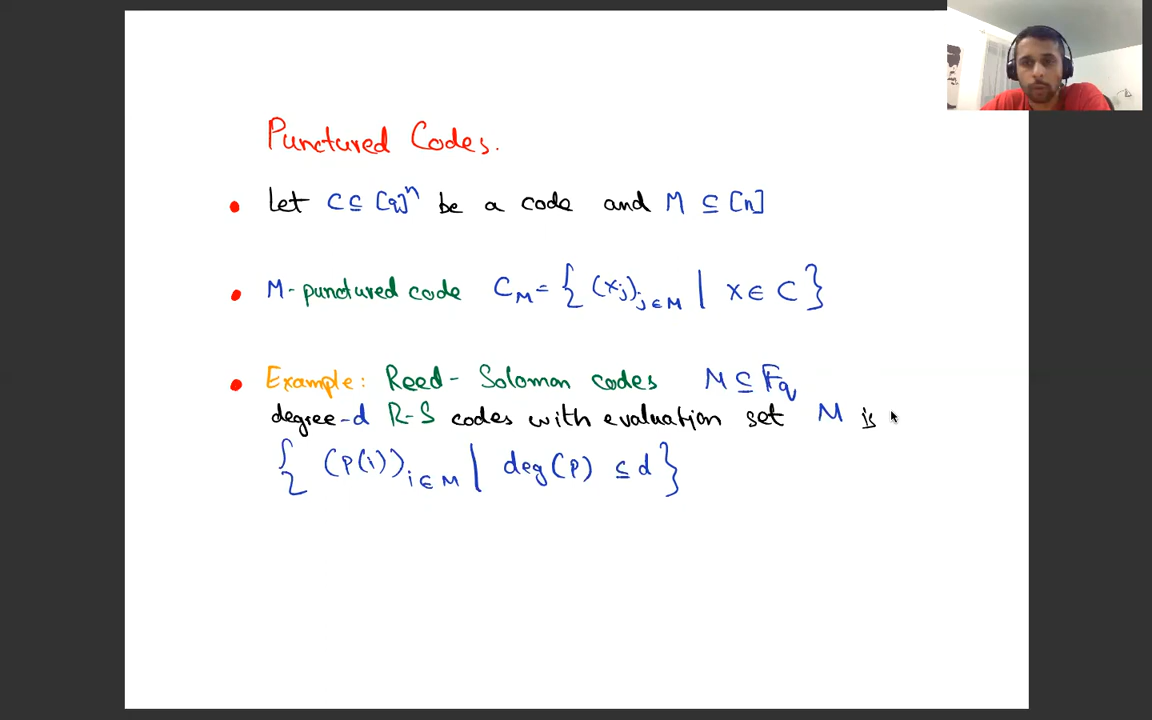 Punctured Codes.
• Let C ⊆ [q]ⁿ be a code and M ⊆ [n]
• M-punctured code C_M = { (x_j)_{j∈M} | x ∈ C }
• Example: Reed-Solomon codes M ⊆ F_q
degree-d R-S codes with evaluation set M is
{ (p(i))_{i∈M} | deg(p) ≤ d }